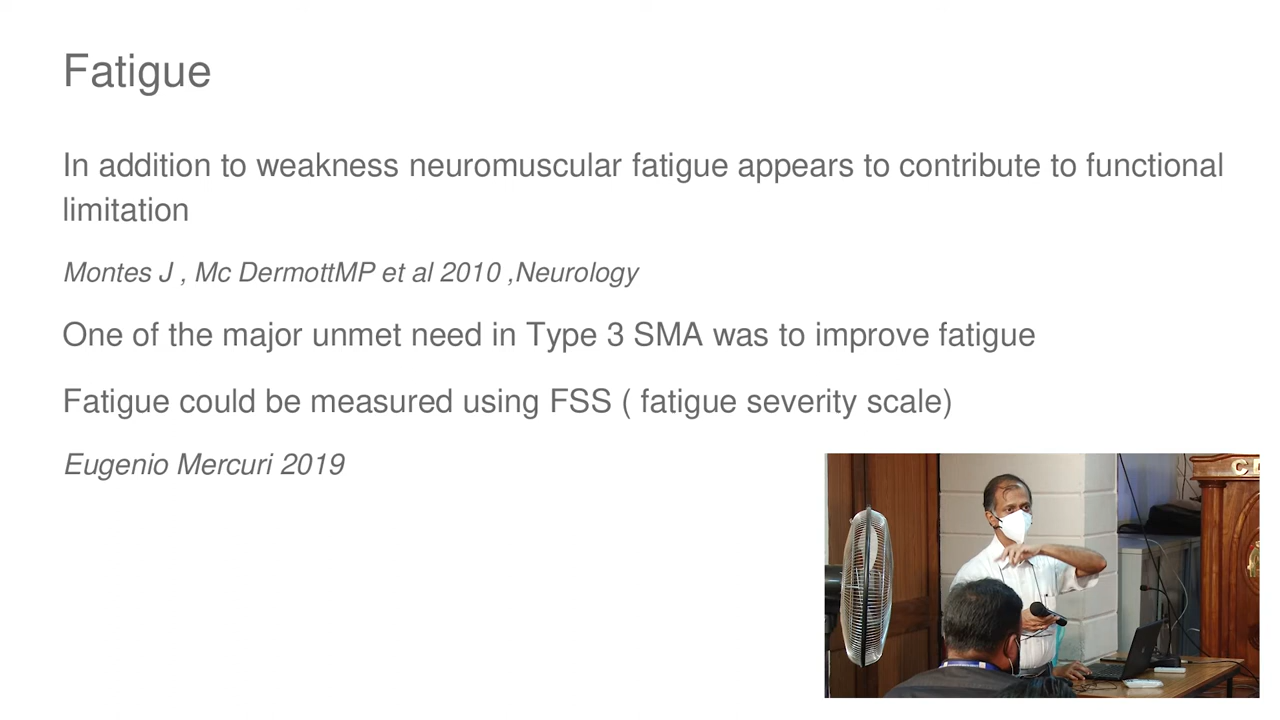 Fatigue
In addition to weakness neuromuscular fatigue appears to contribute to functional
limitation
Montes J , Mc DermottMP et al 2010 ,Neurology
One of the major unmet need in Type 3 SMA was to improve fatigue
Fatigue could be measured using FSS ( fatigue severity scale)
Eugenio Mercuri 2019